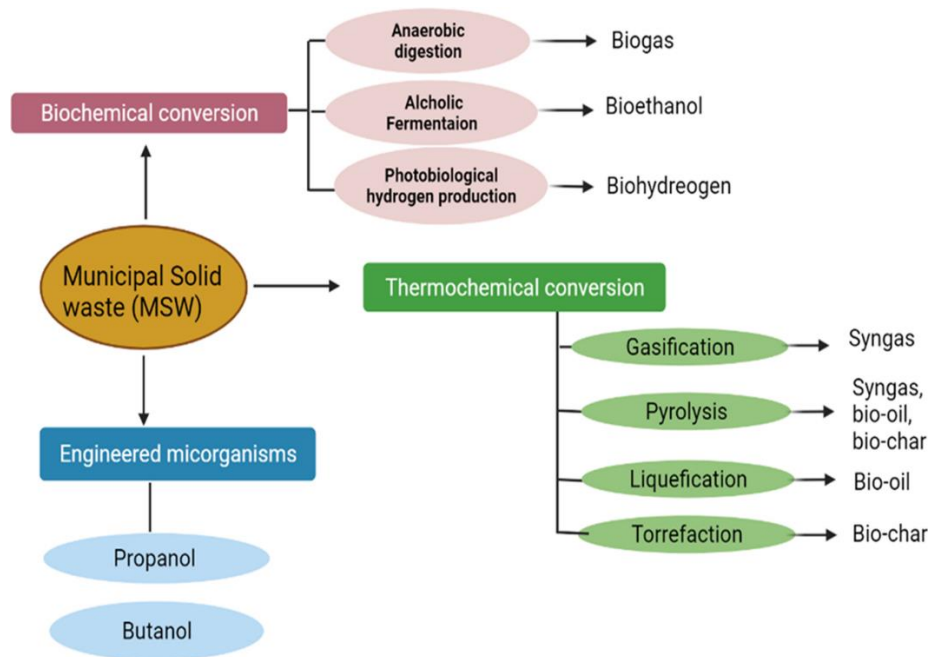 Anaerobic
digestion
Biogas
Biochemical conversion
Alcholic
Fermentaion
Bioethanol
Photobiological
hydrogen production
Biohydreogen
Municipal Solid
waste (MSW)
Thermochemical conversion
Gasification
Syngas
Pyrolysis
Syngas,
bio-oil,
bio-char
Liquefication
Bio-oil
Torrefaction
Bio-char
Engineered micorganisms
Propanol
Butanol